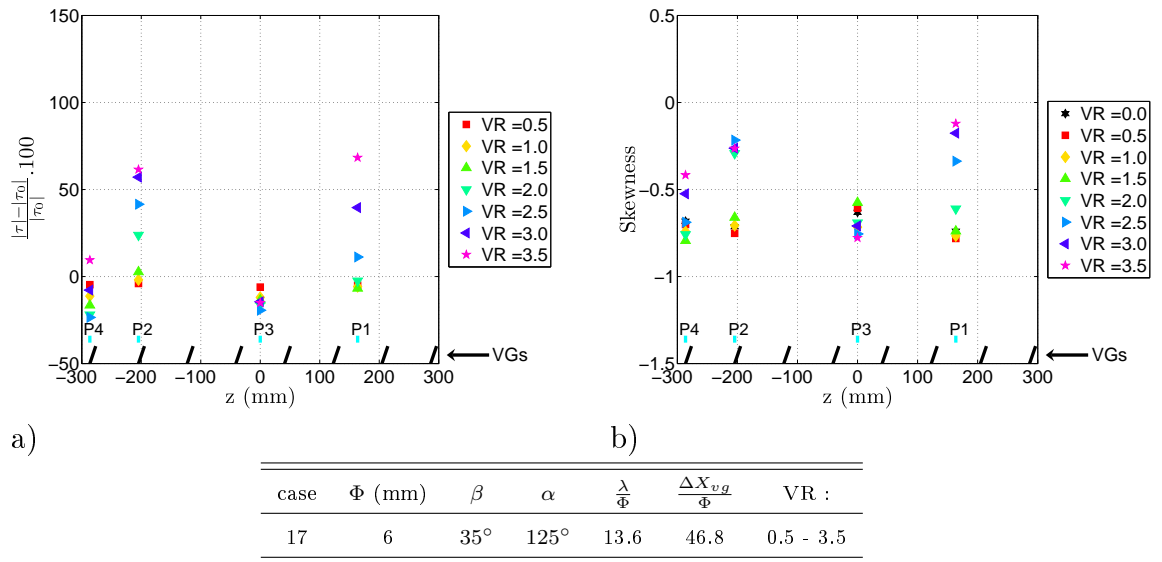 150
100
50
0
−50
|τ|−|τ0| / |τ0| .100
−300 −200 −100 0 100 200 300
z (mm)
P4 P2 P3 P1
VGs
VR =0.5
VR =1.0
VR =1.5
VR =2.0
VR =2.5
VR =3.0
VR =3.5
a)
0.5
0
−0.5
−1
−1.5
Skewness
−300 −200 −100 0 100 200 300
z (mm)
P4 P2 P3 P1
VGs
VR =0.0
VR =0.5
VR =1.0
VR =1.5
VR =2.0
VR =2.5
VR =3.0
VR =3.5
b)
case Φ (mm) β α λ/Φ ΔXvg/Φ VR :
17 6 35° 125° 13.6 46.8 0.5 - 3.5